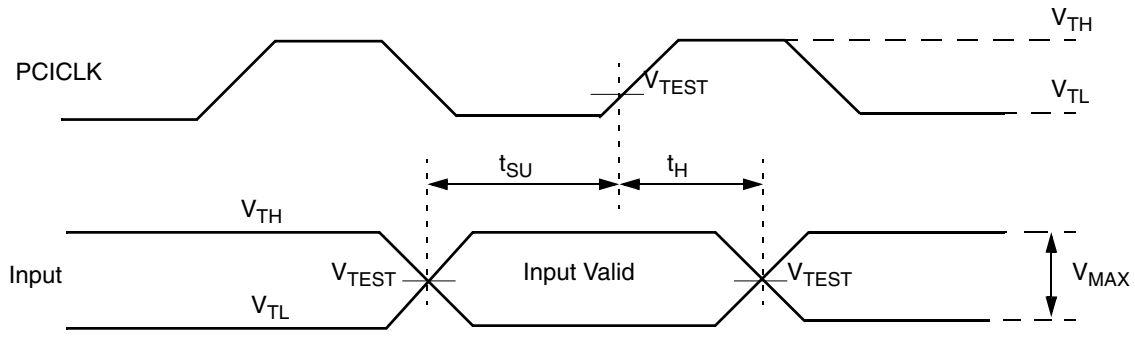 V_TH
PCICLK
V_TEST
V_TL
t_SU
t_H
V_TH
Input
V_TEST
Input Valid
V_TEST
V_MAX
V_TL